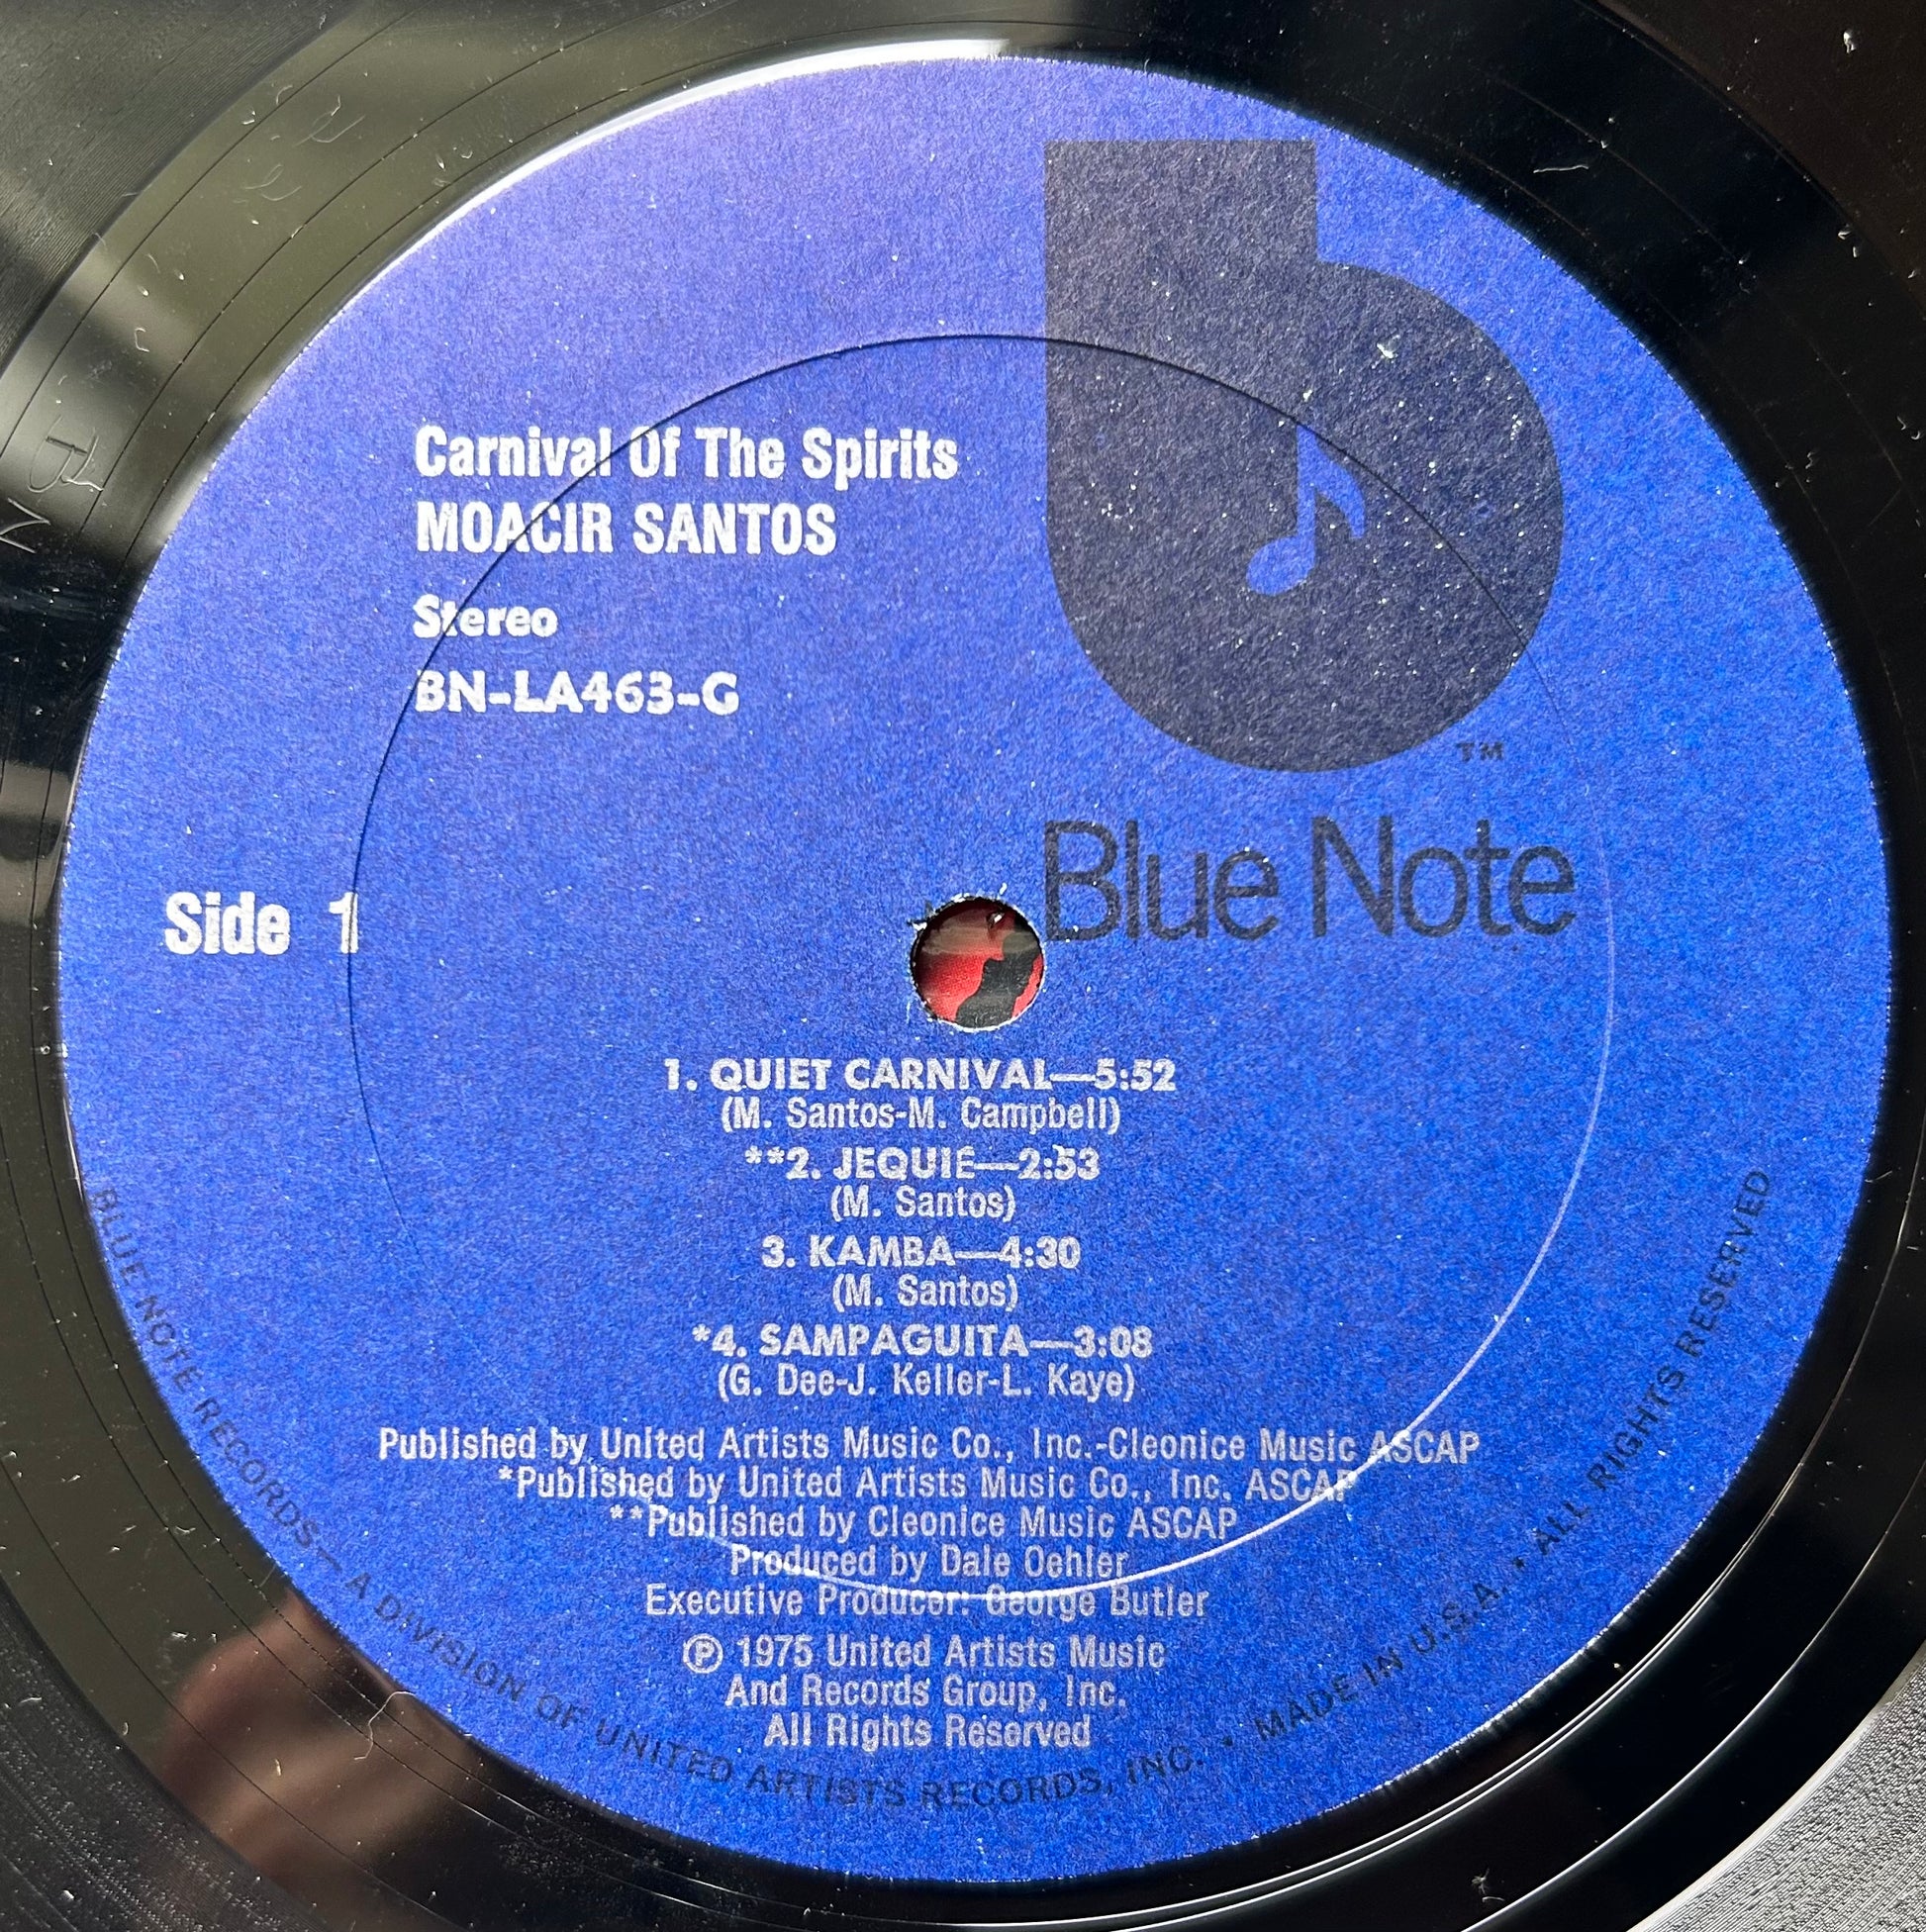 Carnival Of The Spirits
MOACIR SANTOS
Stereo
BN-LA463-G
TM
Blue Note
Side 1
1. QUIET CARNIVAL—5:52
(M. Santos-M. Campbell)
**2. JEQUIÉ—2:53
(M. Santos)
3. KAMBA—4:30
(M. Santos)
*4. SAMPAGUITA—3:08
(G. Dee-J. Keller-L. Kaye)
Published by United Artists Music Co., Inc.-Cleonice Music ASCAP
*Published by United Artists Music Co., Inc. ASCAP
**Published by Cleonice Music ASCAP
Produced by Dale Oehler
Executive Producer: George Butler
℗ 1975 United Artists Music
And Records Group, Inc.
All Rights Reserved
BLUE NOTE RECORDS—A DIVISION OF UNITED ARTISTS RECORDS, INC. • MADE IN U.S.A. • ALL RIGHTS RESERVED